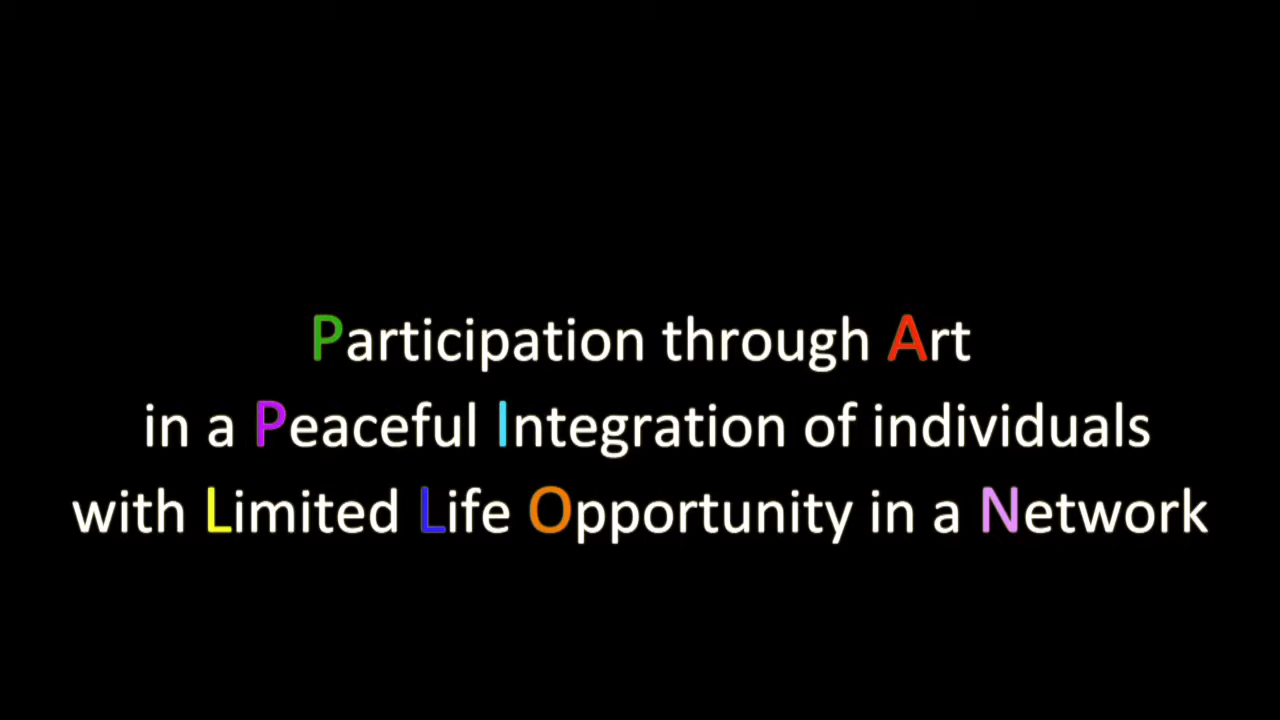 Participation through Art
in a Peaceful Integration of individuals
with Limited Life Opportunity in a Network